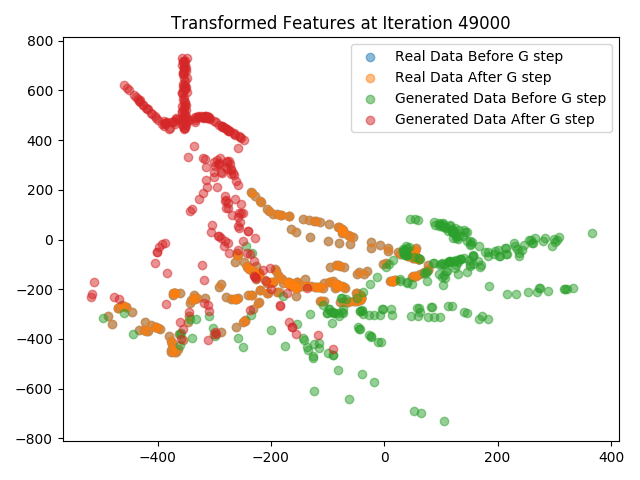 Transformed Features at Iteration 49000
Real Data Before G step
Real Data After G step
Generated Data Before G step
Generated Data After G step
800
600
400
200
0
−200
−400
−600
−800
−400
−200
0
200
400